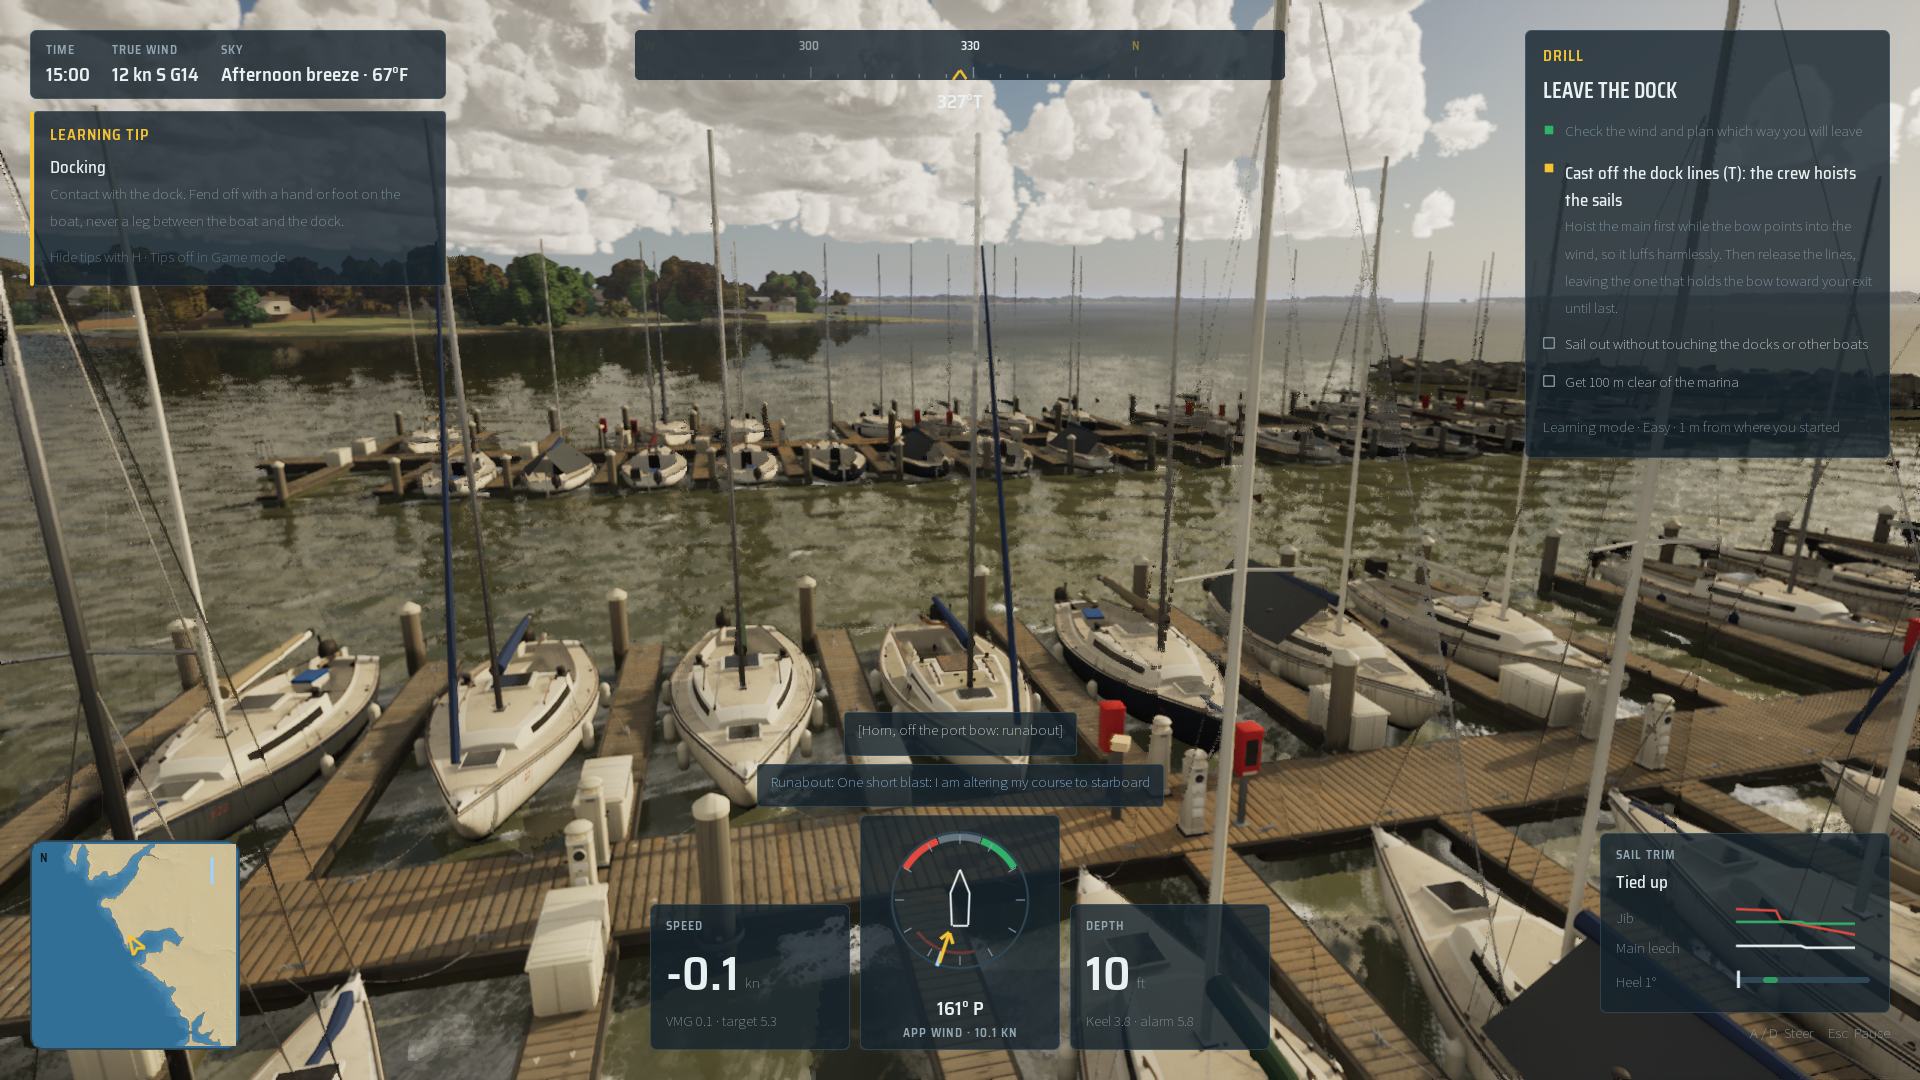 TIME TRUE WIND SKY
15:00 12 kn S G14 Afternoon breeze · 67°F
LEARNING TIP
Docking
Contact with the dock. Fend off with a hand or foot on the
boat, never a leg between the boat and the dock.
Hide tips with H · Tips off in Game mode
W 300 330 N
327°T
DRILL
LEAVE THE DOCK
Check the wind and plan which way you will leave
Cast off the dock lines (T): the crew hoists
the sails
Hoist the main first while the bow points into the
wind, so it luffs harmlessly. Then release the lines,
leaving the one that holds the bow toward your exit
until last.
Sail out without touching the docks or other boats
Get 100 m clear of the marina
Learning mode · Easy · 1 m from where you started
[Horn, off the port bow: runabout]
Runabout: One short blast: I am altering my course to starboard
N
SPEED
-0.1 kn
VMG 0.1 · target 5.3
161° P
APP WIND · 10.1 KN
DEPTH
10 ft
Keel 3.8 · alarm 5.8
SAIL TRIM
Tied up
Jib
Main leech
Heel 1°
A / D Steer Esc Pause